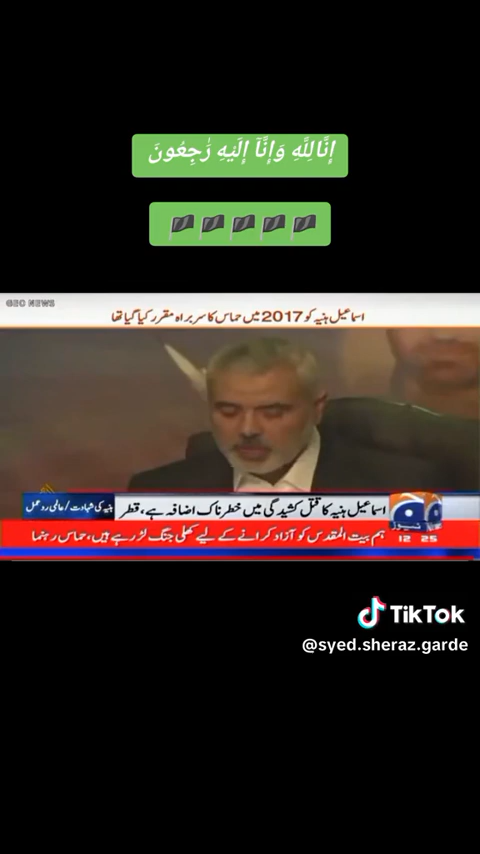 إِنَّالِلَّهِ وَإِنَّآ إِلَيْهِ رَٰجِعُونَ
GEO NEWS
اسماعیل ہنیہ کو 2017 میں حماس کا سربراہ مقرر کیا گیا تھا
ہنیہ کی شہادت / عالمی ردعمل
اسماعیل ہنیہ کا قتل کشیدگی میں خطرناک اضافہ ہے، قطر
نیوز
ہم بیت المقدس کو آزاد کرانے کے لیے کھلی جنگ لڑ رہے ہیں، حماس رہنما
12 25
TikTok
@syed.sheraz.garde